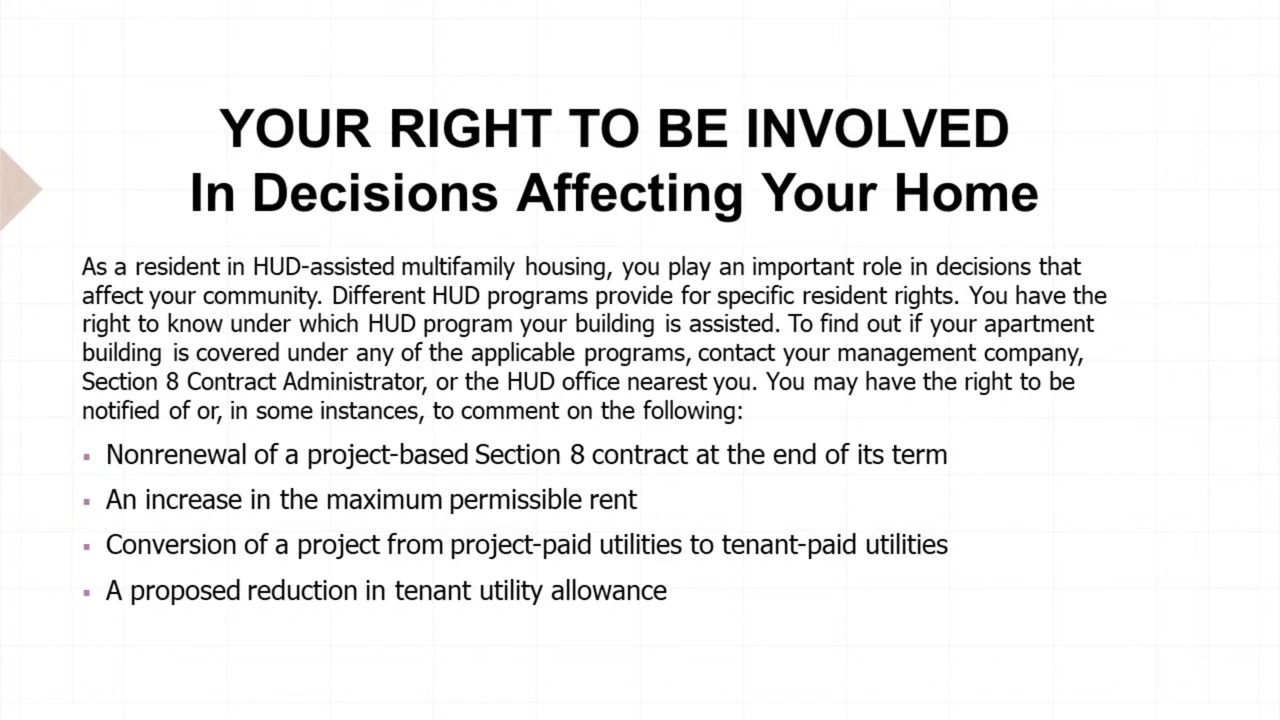 YOUR RIGHT TO BE INVOLVED
In Decisions Affecting Your Home
As a resident in HUD-assisted multifamily housing, you play an important role in decisions that
affect your community. Different HUD programs provide for specific resident rights. You have the
right to know under which HUD program your building is assisted. To find out if your apartment
building is covered under any of the applicable programs, contact your management company,
Section 8 Contract Administrator, or the HUD office nearest you. You may have the right to be
notified of or, in some instances, to comment on the following:
▪ Nonrenewal of a project-based Section 8 contract at the end of its term
▪ An increase in the maximum permissible rent
▪ Conversion of a project from project-paid utilities to tenant-paid utilities
▪ A proposed reduction in tenant utility allowance